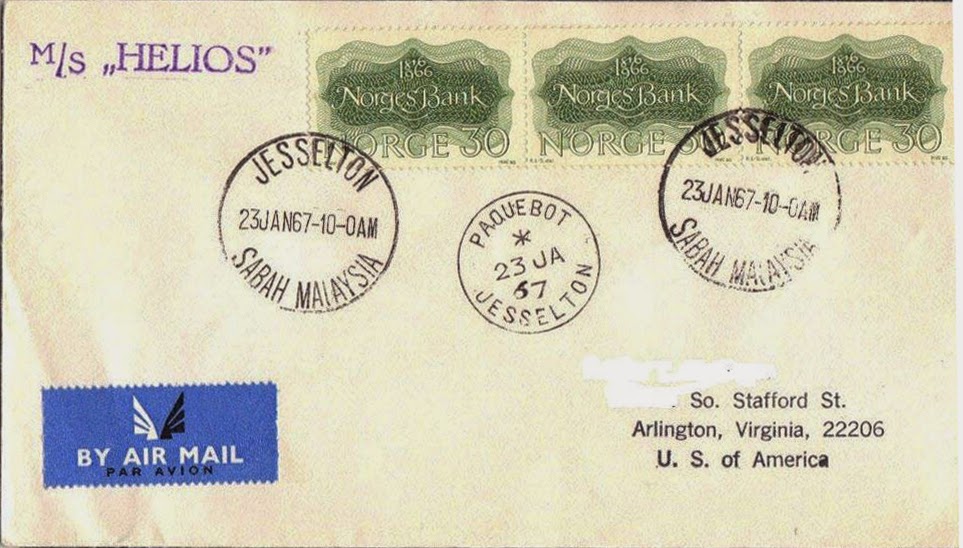 M/s „HELIOS”
1816 1966
Norges Bank
NORGE 30
1816 1966
Norges Bank
NORGE 30
1816 1966
Norges Bank
NORGE 30
JESSELTON
23JAN67-10-0AM
SABAH MALAYSIA
PAQUEBOT
*
23 JA
67
JESSELTON
JESSELTON
23JAN67-10-0AM
SABAH MALAYSIA
BY AIR MAIL
PAR AVION
So. Stafford St.
Arlington, Virginia, 22206
U. S. of America